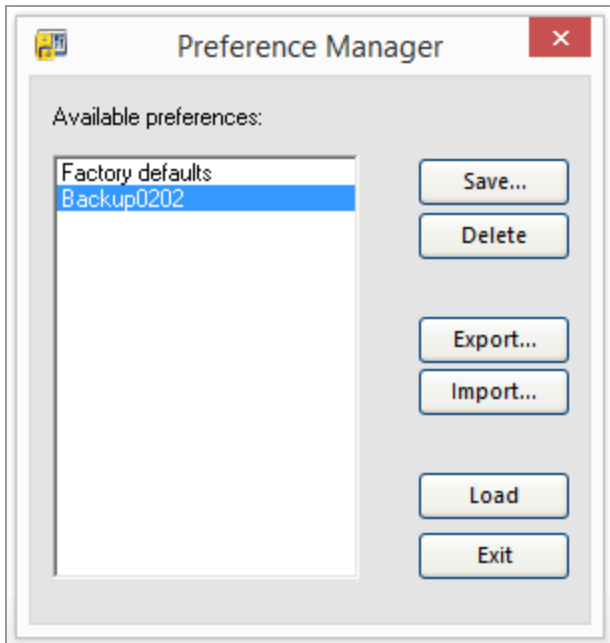 Preference Manager
Available preferences:
Factory defaults
Backup0202
Save...
Delete
Export...
Import...
Load
Exit